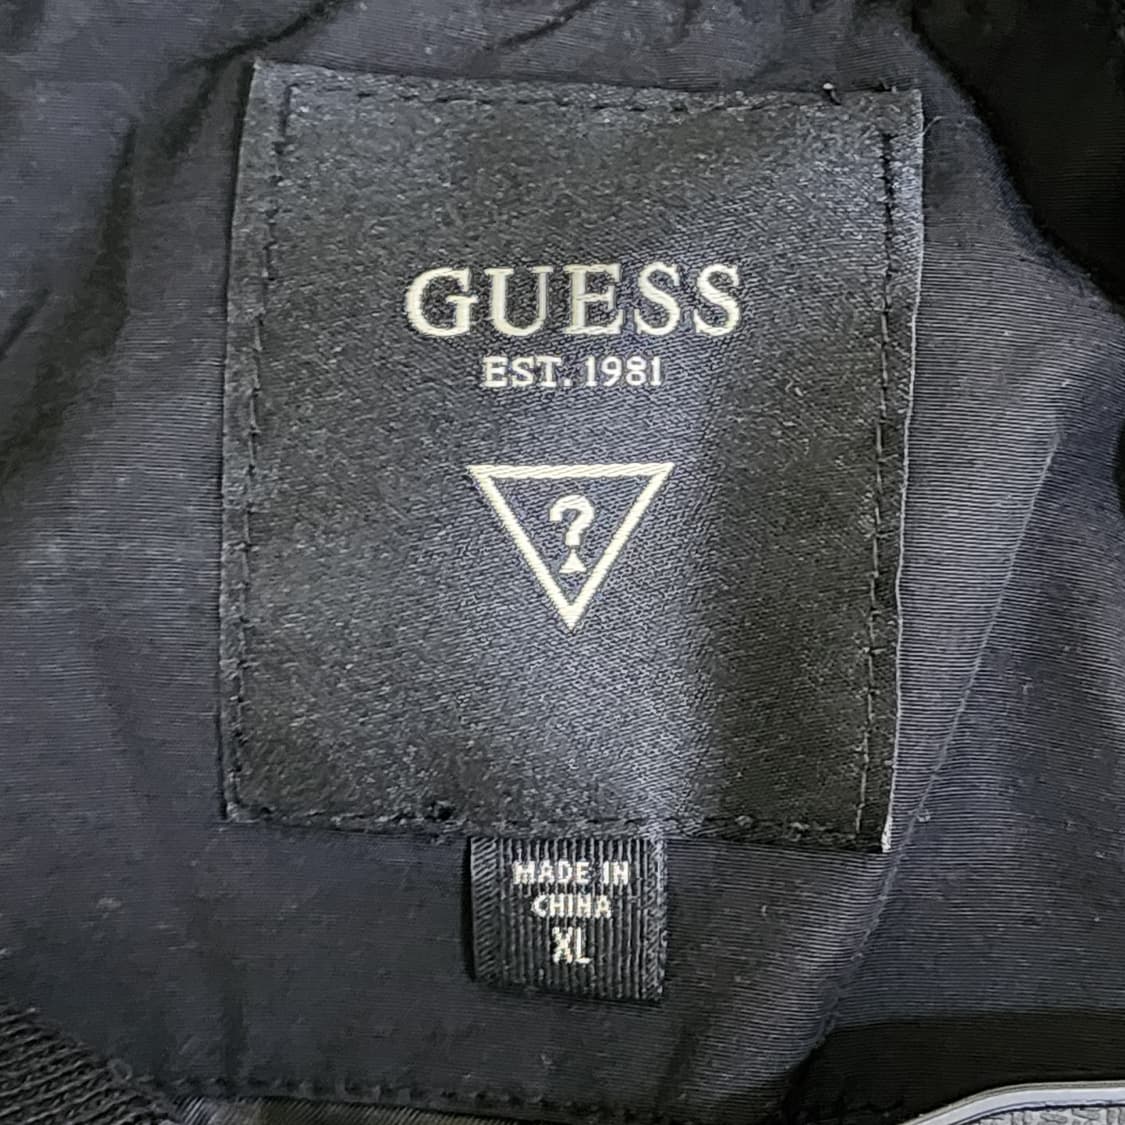 GUESS
EST. 1981
?
MADE IN
CHINA
XL